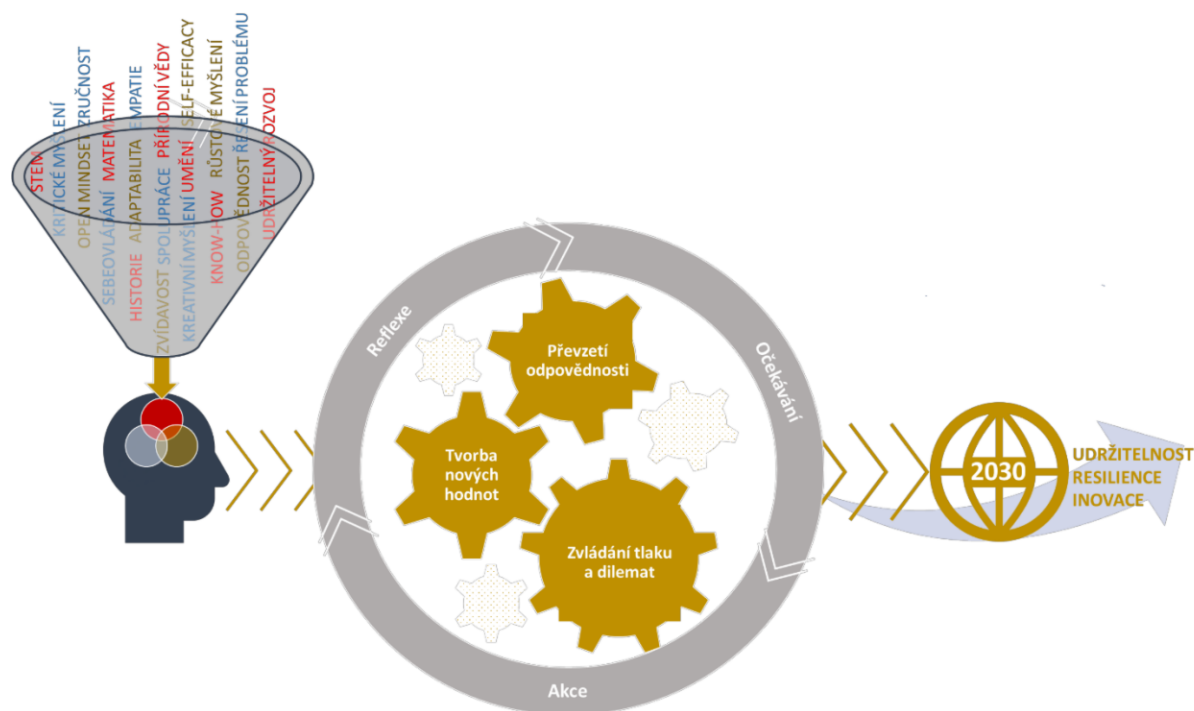 STEM
KRITICKÉ MYŠLENÍ
OPEN MINDSET ZRUČNOST
SEBEOVLÁDÁNÍ MATEMATIKA
HISTORIE ADAPTABILITA EMPATIE
ZVÍDAVOST SPOLUPRÁCE PŘÍRODNÍ VĚDY
KREATIVNÍ MYŠLENÍ UMĚNÍ SELF-EFFICACY
KNOW-HOW RŮSTOVÉ MYŠLENÍ
ODPOVĚDNOST ŘEŠENÍ PROBLÉMU
UDRŽITELNÝ ROZVOJ
Reflexe
Očekávání
Akce
Převzetí
odpovědnosti
Tvorba
nových
hodnot
Zvládání tlaku
a dilemat
2030
UDRŽITELNOST
RESILIENCE
INOVACE